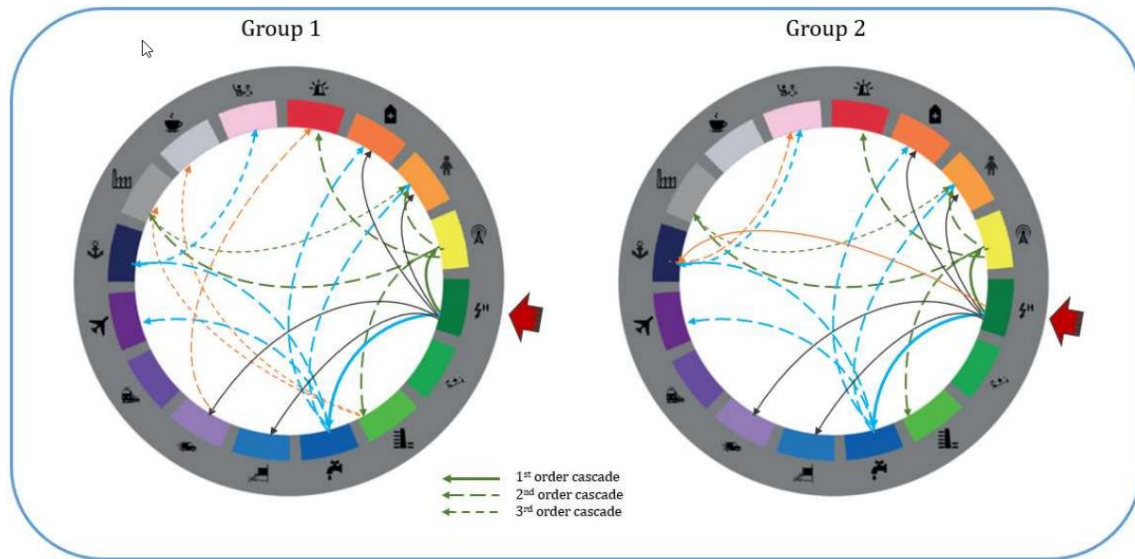 Group 1
Group 2
1st order cascade
2nd order cascade
3rd order cascade